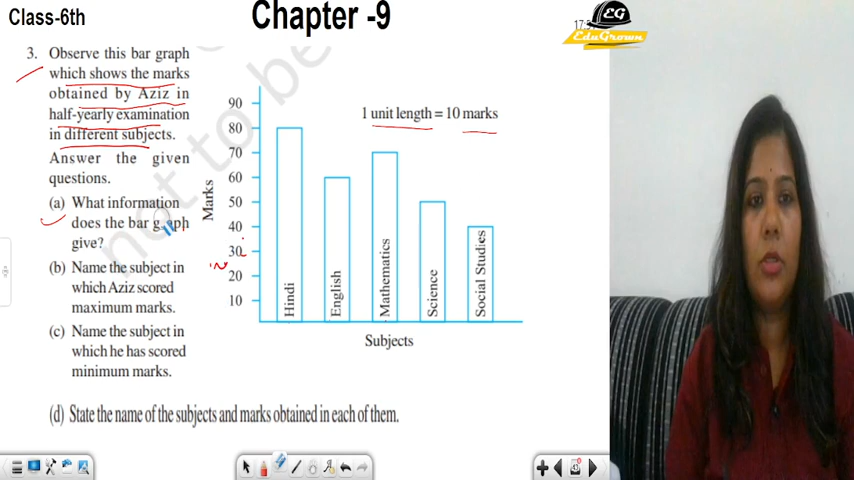 Class-6th
Chapter -9
EG
EduGrown
3. Observe this bar graph
which shows the marks
obtained by Aziz in
half-yearly examination
in different subjects.
Answer the given
questions.
(a) What information
does the bar graph
give?
(b) Name the subject in
which Aziz scored
maximum marks.
(c) Name the subject in
which he has scored
minimum marks.
not to be
1 unit length = 10 marks
90
80
70
60
50
40
30
20
10
Marks
Hindi
English
Mathematics
Science
Social Studies
Subjects
(d) State the name of the subjects and marks obtained in each of them.